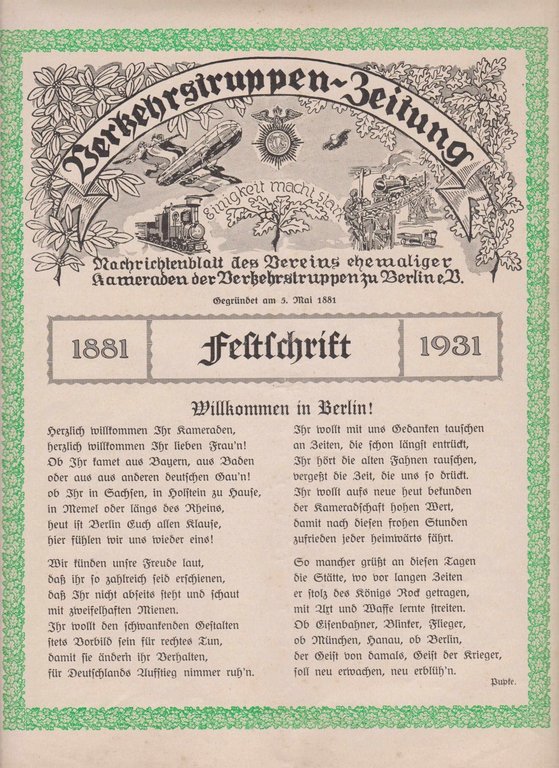 Verkehrstruppen-Zeitung
Einigkeit macht
Nachrichtenblatt des Vereins ehemaliger
Kameraden der Verkehrstruppen zu Berlin e.V.
Gegründet am 5. Mai 1881
1881
Festschrift
1931
Willkommen in Berlin!
Herzlich willkommen Ihr Kameraden,
herzlich willkommen Ihr lieben Frau'n!
Ob Ihr kamet aus Bayern, aus Baden
oder aus aus anderen deutschen Gau'n!
ob Ihr in Sachsen, in Holstein zu Hause,
in Memel oder längs des Rheins,
heut ist Berlin Euch allen Klause,
hier fühlen wir uns wieder eins!
Wir künden unsre Freude laut,
daß ihr so zahlreich seid erschienen,
daß Ihr nicht abseits steht und schaut
mit zweifelhaften Mienen.
Ihr wollt den schwankenden Gestalten
stets Vorbild sein für rechtes Tun,
damit sie ändern ihr Verhalten,
für Deutschlands Aufstieg nimmer ruh'n.
Ihr wollt mit uns Gedanken tauschen
an Zeiten, die schon längst entrückt,
Ihr hört die alten Fahnen rauschen,
vergeßt die Zeit, die uns so drückt.
Ihr wollt aufs neue heut bekunden
der Kameradschaft hohen Wert,
damit nach diesen frohen Stunden
zufrieden jeder heimwärts fährt.
So mancher grüßt an diesen Tagen
die Stätte, wo vor langen Zeiten
er stolz des Königs Rock getragen,
mit Axt und Waffe lernte streiten.
Ob Eisenbahner, Blinker, Flieger,
ob München, Hanau, ob Berlin,
der Geist von damals, Geist der Krieger,
soll neu erwachen, neu erblüh'n.